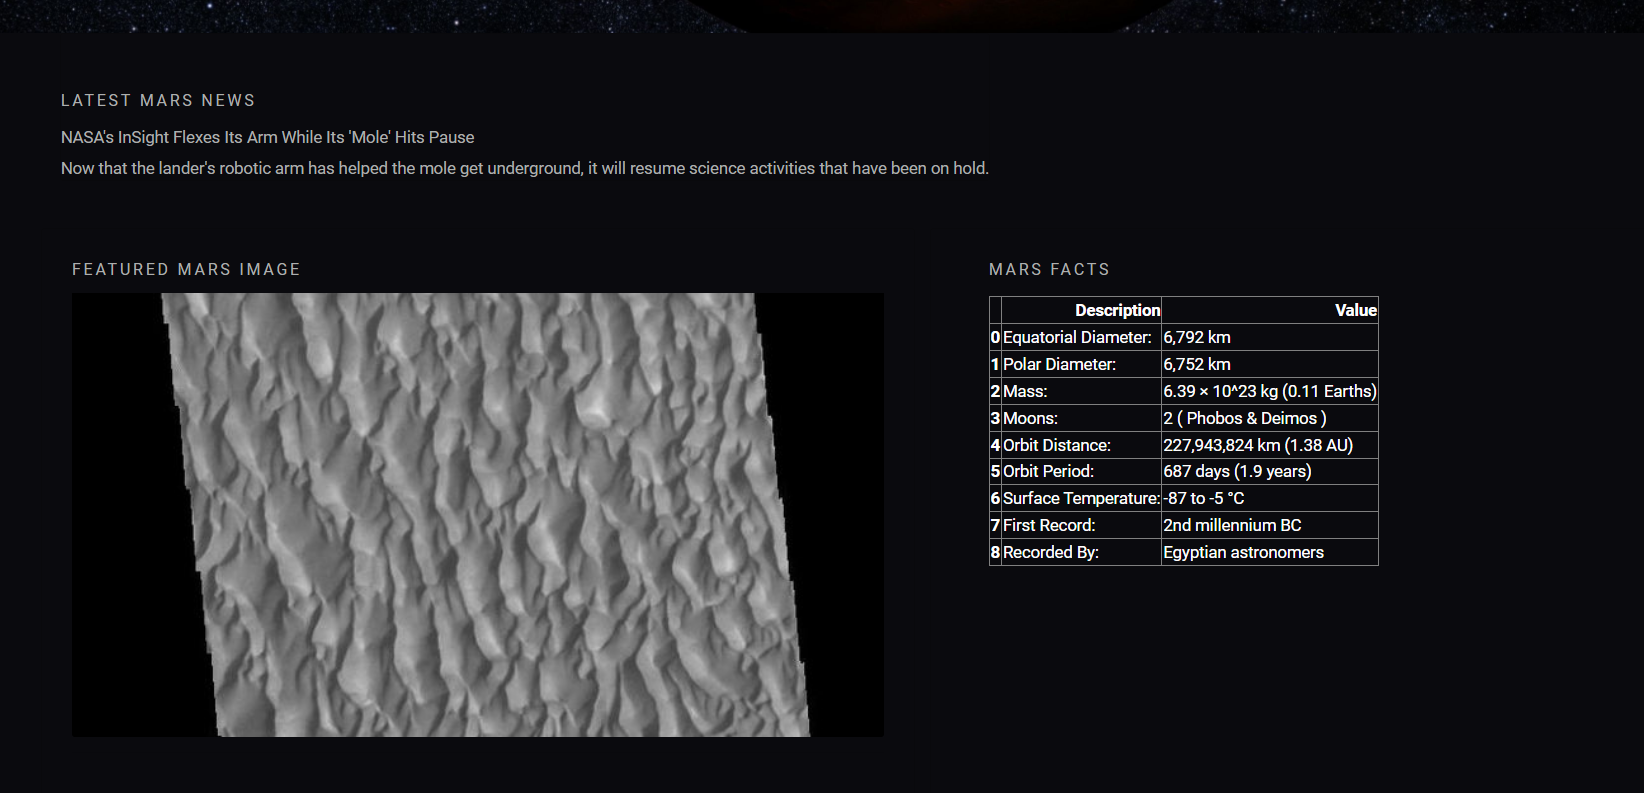 LATEST MARS NEWS
NASA's InSight Flexes Its Arm While Its 'Mole' Hits Pause
Now that the lander's robotic arm has helped the mole get underground, it will resume science activities that have been on hold.
FEATURED MARS IMAGE
MARS FACTS
Description Value
0 Equatorial Diameter: 6,792 km
1 Polar Diameter: 6,752 km
2 Mass: 6.39 × 10^23 kg (0.11 Earths)
3 Moons: 2 ( Phobos & Deimos )
4 Orbit Distance: 227,943,824 km (1.38 AU)
5 Orbit Period: 687 days (1.9 years)
6 Surface Temperature: -87 to -5 °C
7 First Record: 2nd millennium BC
8 Recorded By: Egyptian astronomers